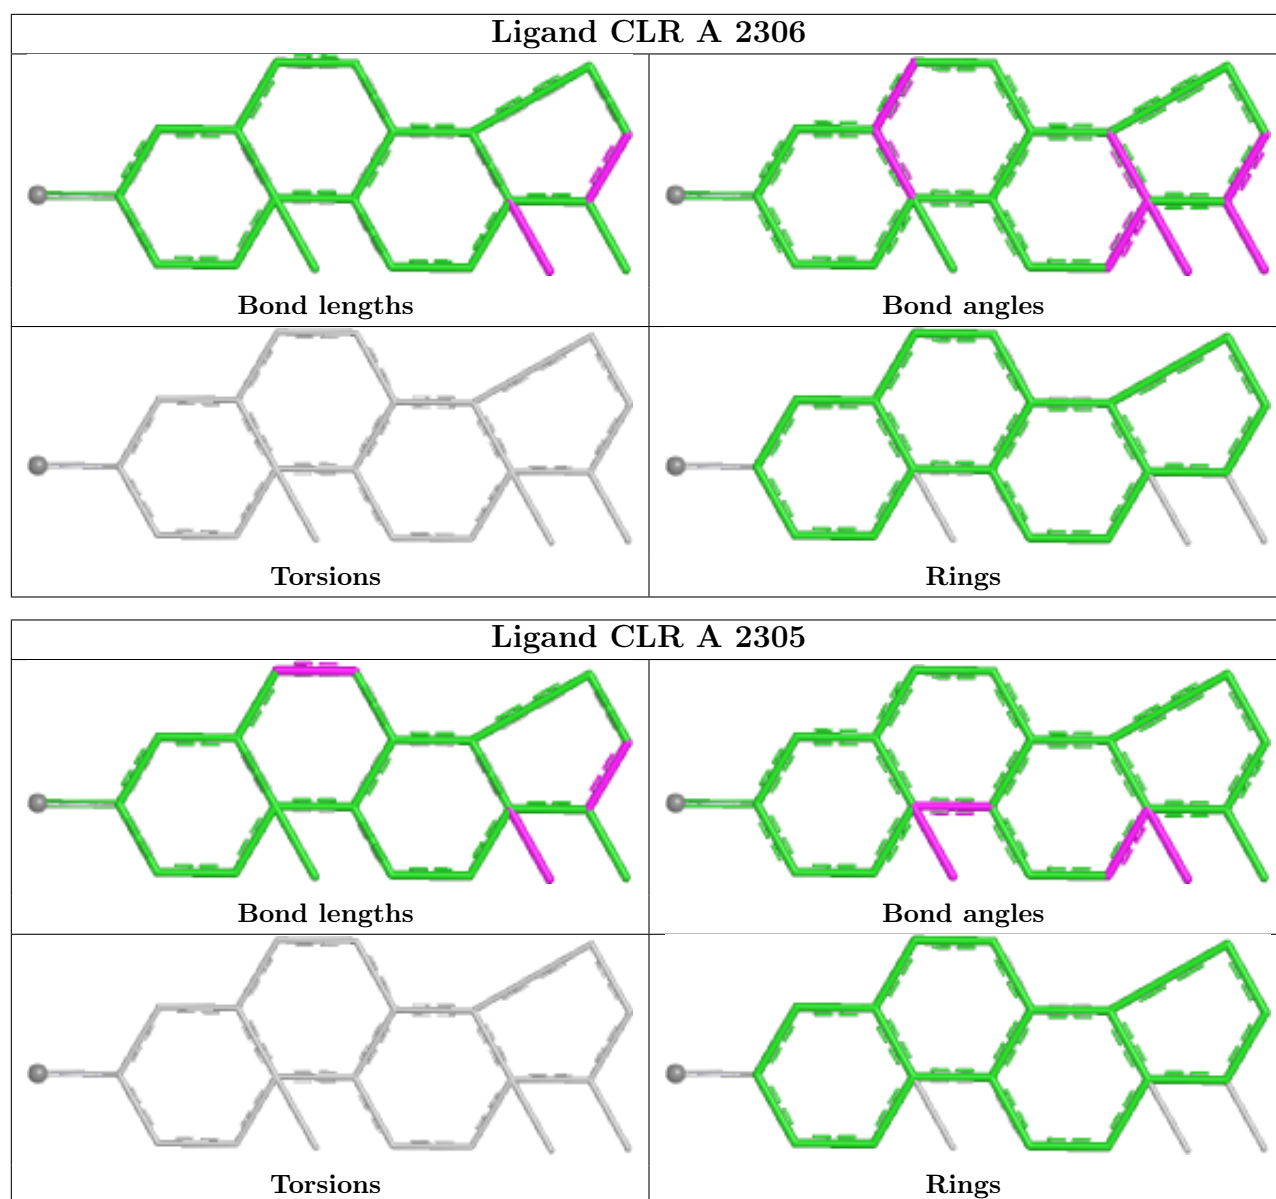 Ligand CLR A 2306
Bond lengths
Bond angles
Torsions
Rings
Ligand CLR A 2305
Bond lengths
Bond angles
Torsions
Rings